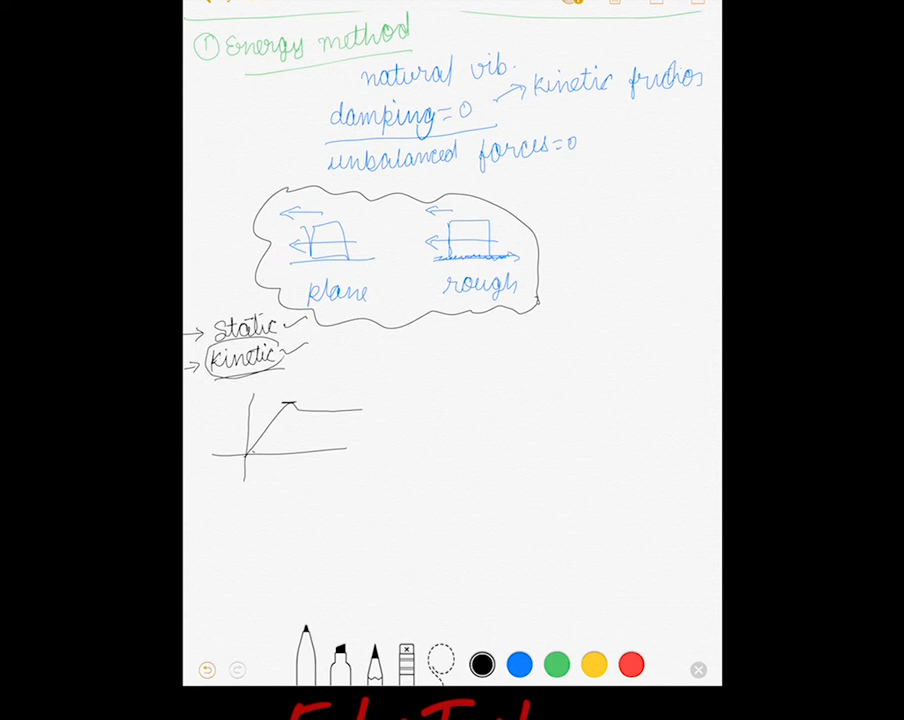 ① Energy method
natural vib.
damping=0 → kinetic friction
unbalanced forces=0
plane rough
→ static ✓
→ kinetic ✓